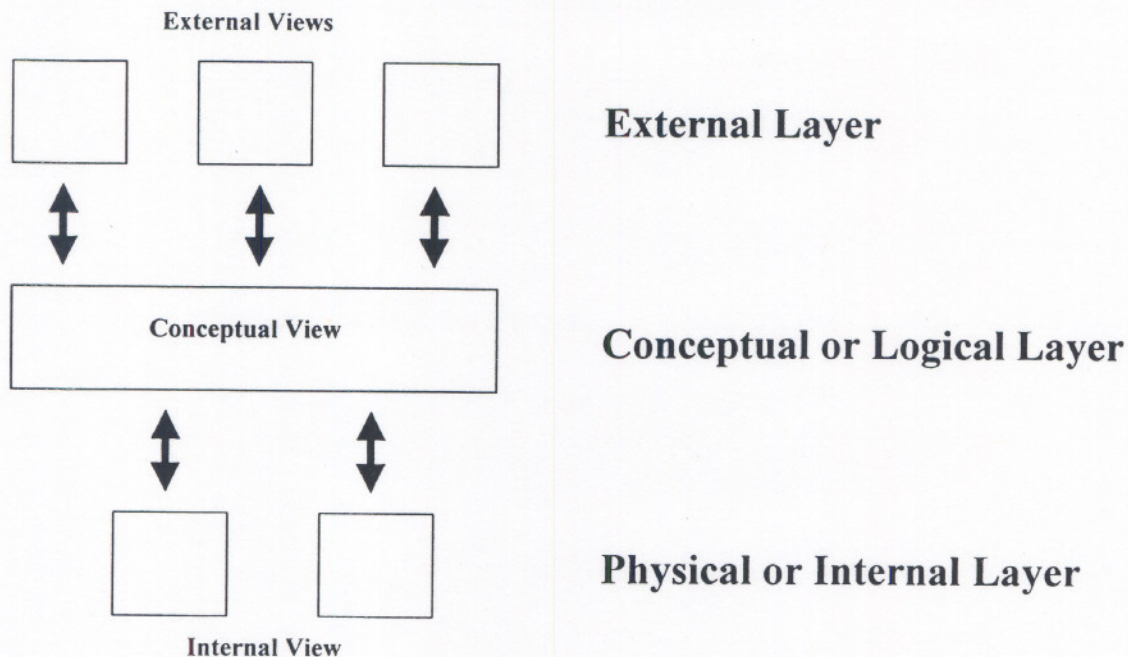 External Views
External Layer
Conceptual View
Conceptual or Logical Layer
Physical or Internal Layer
Internal View